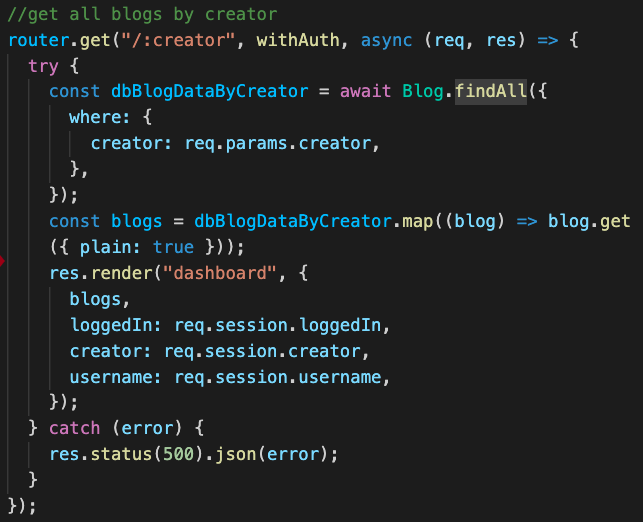 //get all blogs by creator
router.get("/:creator", withAuth, async (req, res) => {
  try {
    const dbBlogDataByCreator = await Blog.findAll({
      where: {
        creator: req.params.creator,
      },
    });
    const blogs = dbBlogDataByCreator.map((blog) => blog.get
    ({ plain: true }));
    res.render("dashboard", {
      blogs,
      loggedIn: req.session.loggedIn,
      creator: req.session.creator,
      username: req.session.username,
    });
  } catch (error) {
    res.status(500).json(error);
  }
});